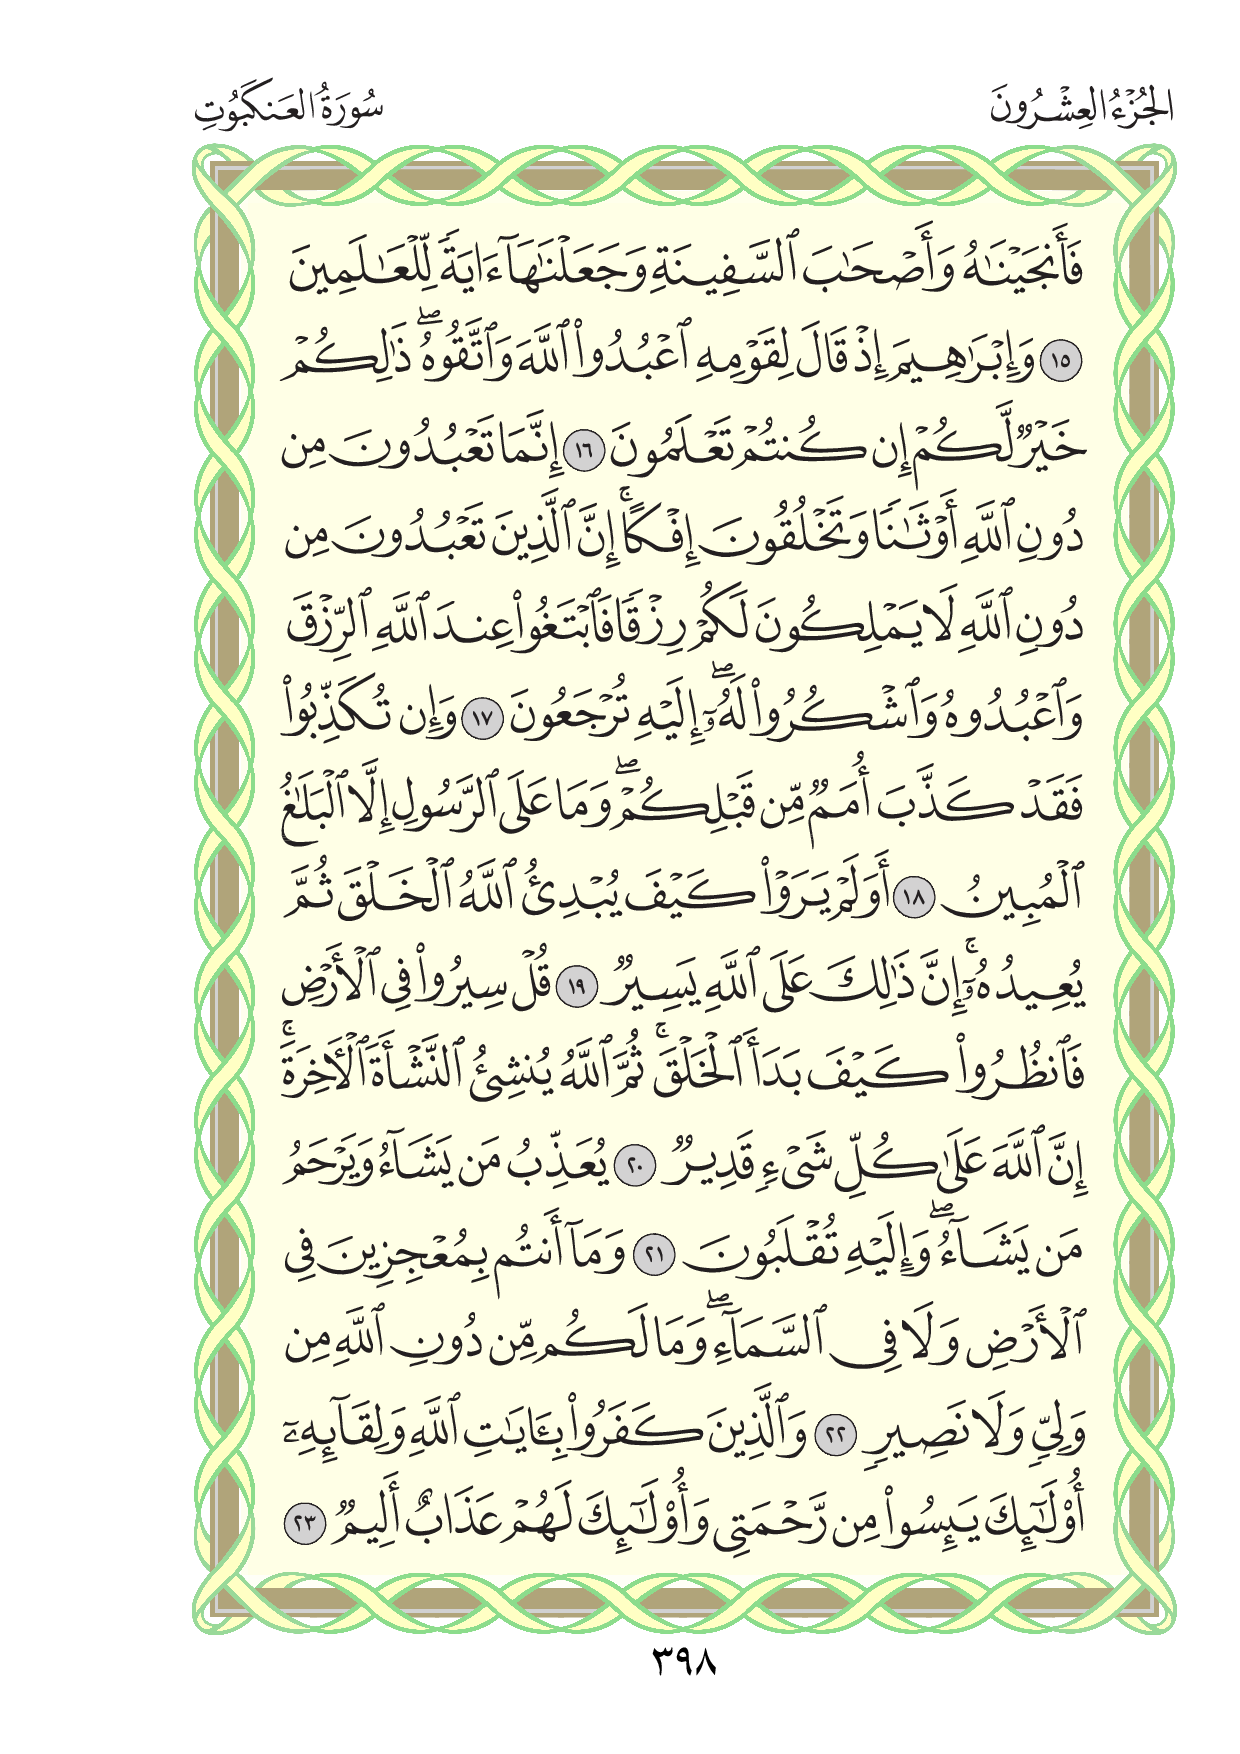 الجُزْءُ العِشْرُونَ
سُورَةُ العَنكَبُوتِ
فَأَنجَيْنَٰهُ وَأَصْحَٰبَ ٱلسَّفِينَةِ وَجَعَلْنَٰهَآ ءَايَةً لِّلْعَٰلَمِينَ
١٥ وَإِبْرَٰهِيمَ إِذْ قَالَ لِقَوْمِهِ ٱعْبُدُوا۟ ٱللَّهَ وَٱتَّقُوهُ ۖ ذَٰلِكُمْ
خَيْرٌ لَّكُمْ إِن كُنتُمْ تَعْلَمُونَ ١٦ إِنَّمَا تَعْبُدُونَ مِن
دُونِ ٱللَّهِ أَوْثَٰنًا وَتَخْلُقُونَ إِفْكًا ۚ إِنَّ ٱلَّذِينَ تَعْبُدُونَ مِن
دُونِ ٱللَّهِ لَا يَمْلِكُونَ لَكُمْ رِزْقًا فَٱبْتَغُوا۟ عِندَ ٱللَّهِ ٱلرِّزْقَ
وَٱعْبُدُوهُ وَٱشْكُرُوا۟ لَهُۥٓ ۖ إِلَيْهِ تُرْجَعُونَ ١٧ وَإِن تُكَذِّبُوا۟
فَقَدْ كَذَّبَ أُمَمٌ مِّن قَبْلِكُمْ ۖ وَمَا عَلَى ٱلرَّسُولِ إِلَّا ٱلْبَلَٰغُ
ٱلْمُبِينُ ١٨ أَوَلَمْ يَرَوْا۟ كَيْفَ يُبْدِئُ ٱللَّهُ ٱلْخَلْقَ ثُمَّ
يُعِيدُهُۥٓ ۚ إِنَّ ذَٰلِكَ عَلَى ٱللَّهِ يَسِيرٌ ١٩ قُلْ سِيرُوا۟ فِى ٱلْأَرْضِ
فَٱنظُرُوا۟ كَيْفَ بَدَأَ ٱلْخَلْقَ ۚ ثُمَّ ٱللَّهُ يُنشِئُ ٱلنَّشْأَةَ ٱلْءَاخِرَةَ ۚ
إِنَّ ٱللَّهَ عَلَىٰ كُلِّ شَىْءٍ قَدِيرٌ ٢٠ يُعَذِّبُ مَن يَشَآءُ وَيَرْحَمُ
مَن يَشَآءُ ۖ وَإِلَيْهِ تُقْلَبُونَ ٢١ وَمَآ أَنتُم بِمُعْجِزِينَ فِى
ٱلْأَرْضِ وَلَا فِى ٱلسَّمَآءِ ۖ وَمَا لَكُم مِّن دُونِ ٱللَّهِ مِن
وَلِىٍّ وَلَا نَصِيرٍ ٢٢ وَٱلَّذِينَ كَفَرُوا۟ بِـَٔايَٰتِ ٱللَّهِ وَلِقَآئِهِۦٓ
أُو۟لَٰٓئِكَ يَئِسُوا۟ مِن رَّحْمَتِى وَأُو۟لَٰٓئِكَ لَهُمْ عَذَابٌ أَلِيمٌ ٢٣
٣٩٨